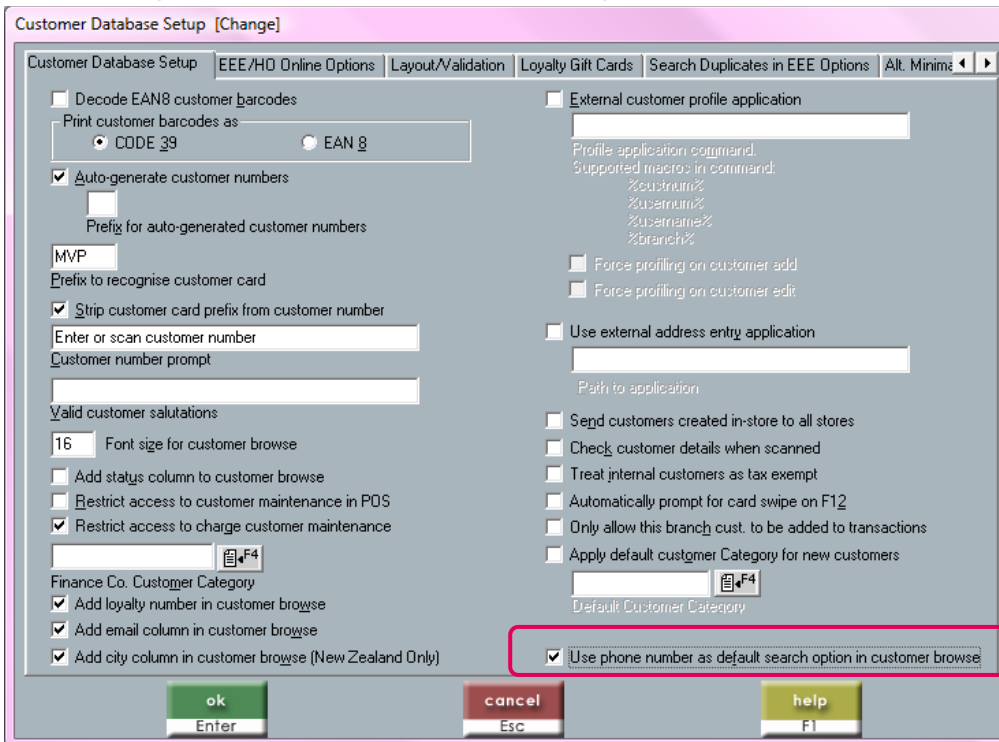 Customer Database Setup [Change]
Customer Database Setup EEE/HO Online Options Layout/Validation Loyalty Gift Cards Search Duplicates in EEE Options Alt. Minima
Decode EAN8 customer barcodes
Print customer barcodes as
CODE 39 EAN 8
Auto-generate customer numbers
Prefix for auto-generated customer numbers
MVP
Prefix to recognise customer card
Strip customer card prefix from customer number
Enter or scan customer number
Customer number prompt
Valid customer salutations
16 Font size for customer browse
Add status column to customer browse
Restrict access to customer maintenance in POS
Restrict access to charge customer maintenance
F4
Finance Co. Customer Category
Add loyalty number in customer browse
Add email column in customer browse
Add city column in customer browse (New Zealand Only)
External customer profile application
Profile application command.
Supported macros in command:
%custnum%
%usernum%
%username%
%branch%
Force profiling on customer add
Force profiling on customer edit
Use external address entry application
Path to application
Send customers created in-store to all stores
Check customer details when scanned
Treat internal customers as tax exempt
Automatically prompt for card swipe on F12
Only allow this branch cust. to be added to transactions
Apply default customer Category for new customers
F4
Default Customer Category
Use phone number as default search option in customer browse
ok
Enter
cancel
Esc
help
F1